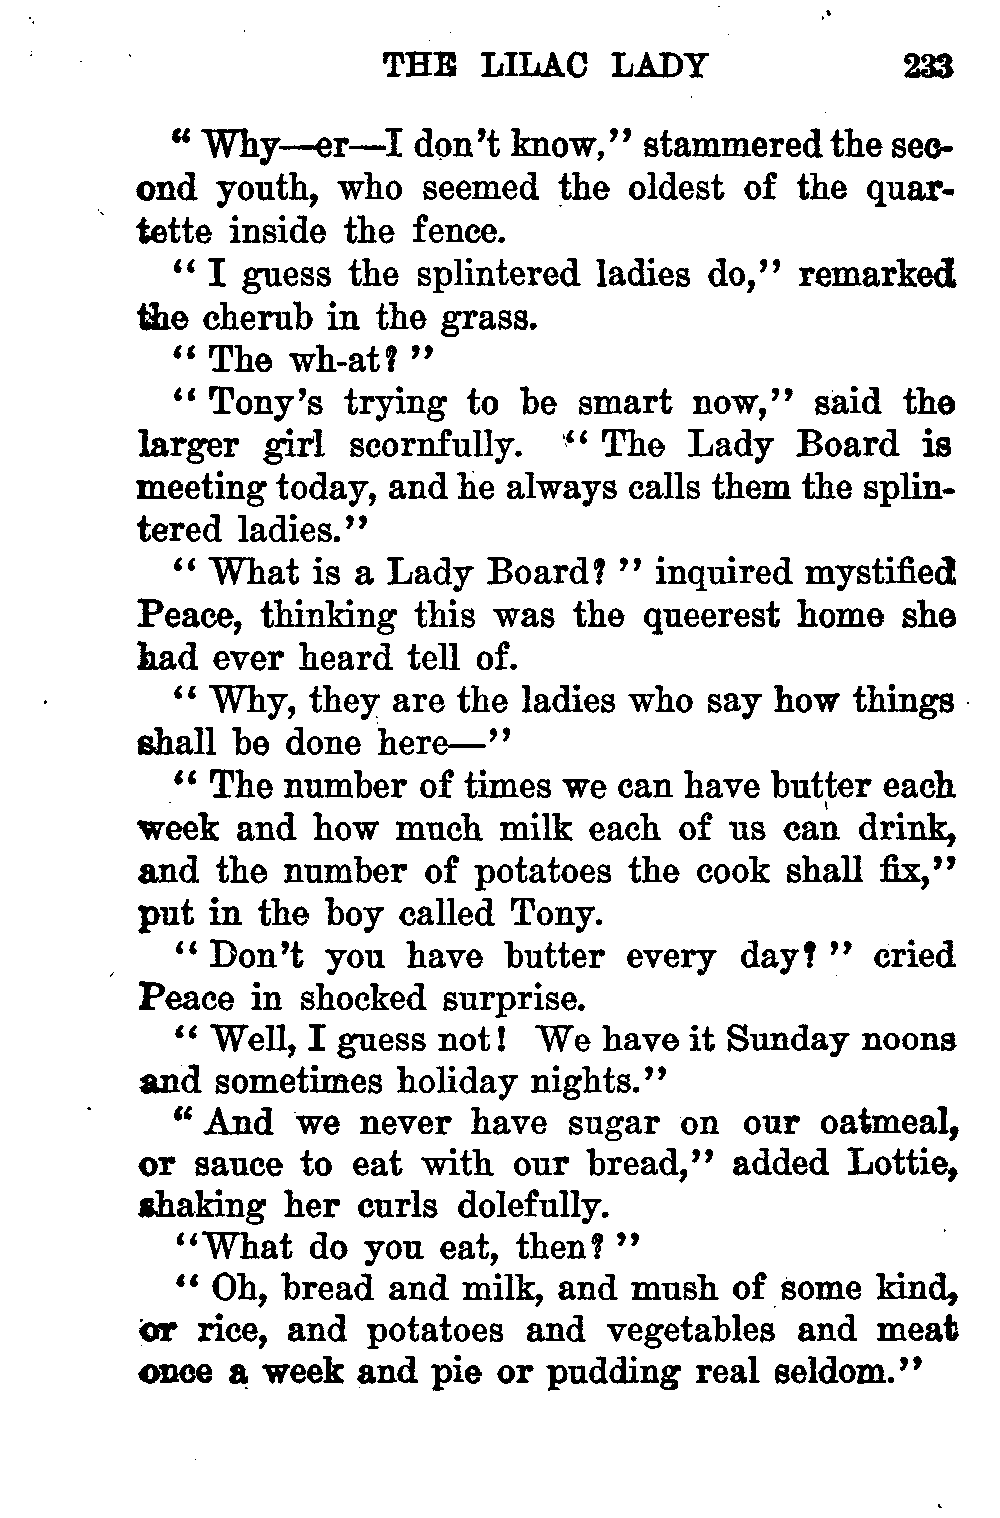 THE LILAC LADY 233
"Why—er—I don't know," stammered the sec-
ond youth, who seemed the oldest of the quar-
tette inside the fence.
"I guess the splintered ladies do," remarked
the cherub in the grass.
"The wh-at?"
"Tony's trying to be smart now," said the
larger girl scornfully. "The Lady Board is
meeting today, and he always calls them the splin-
tered ladies."
"What is a Lady Board?" inquired mystified
Peace, thinking this was the queerest home she
had ever heard tell of.
"Why, they are the ladies who say how things
shall be done here—"
"The number of times we can have butter each
week and how much milk each of us can drink,
and the number of potatoes the cook shall fix,"
put in the boy called Tony.
"Don't you have butter every day?" cried
Peace in shocked surprise.
"Well, I guess not! We have it Sunday noons
and sometimes holiday nights."
"And we never have sugar on our oatmeal,
or sauce to eat with our bread," added Lottie,
shaking her curls dolefully.
"What do you eat, then?"
"Oh, bread and milk, and mush of some kind,
or rice, and potatoes and vegetables and meat
once a week and pie or pudding real seldom."